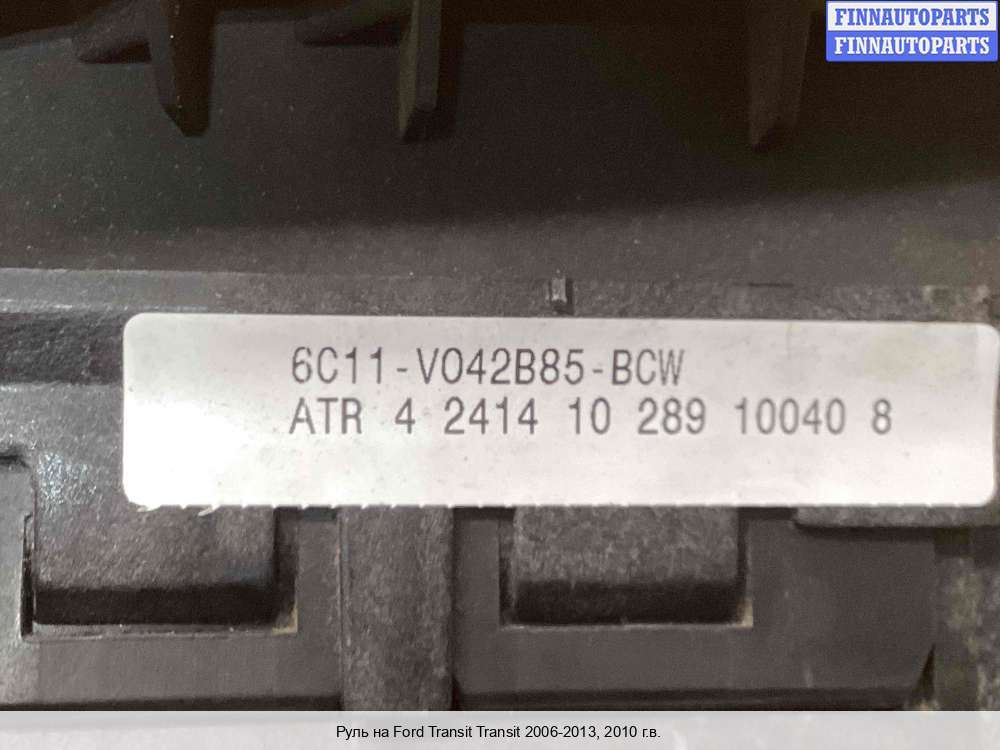 FINNAUTOPARTS
FINNAUTOPARTS
6C11-V042B85-BCW
ATR 4 2414 10 289 10040 8
Руль на Ford Transit Transit 2006-2013, 2010 г.в.